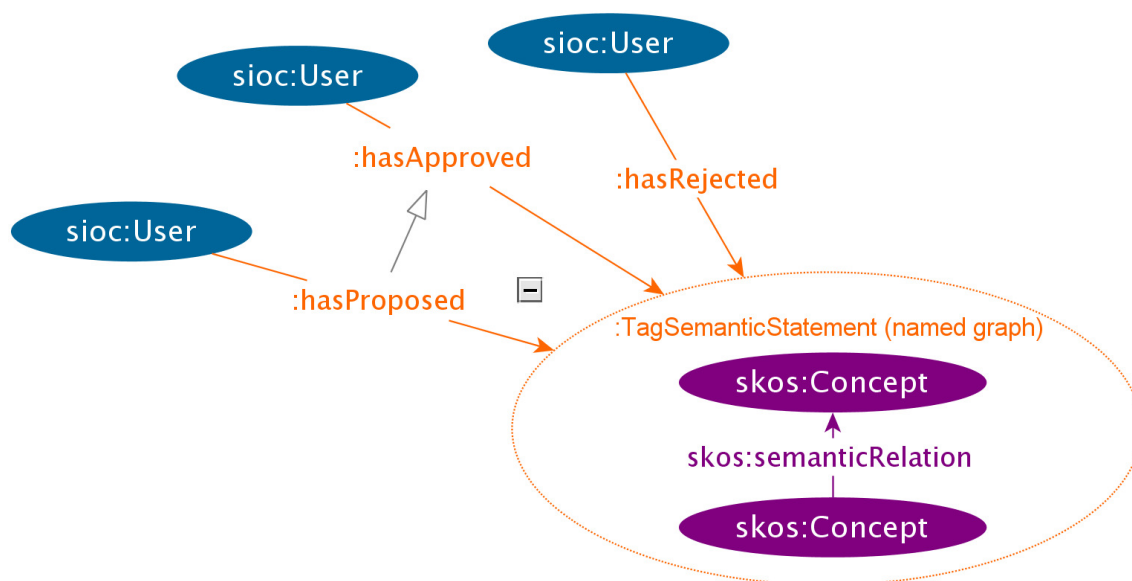 sioc:User
sioc:User
:hasApproved
:hasRejected
sioc:User
:hasProposed
:TagSemanticStatement (named graph)
skos:Concept
skos:semanticRelation
skos:Concept